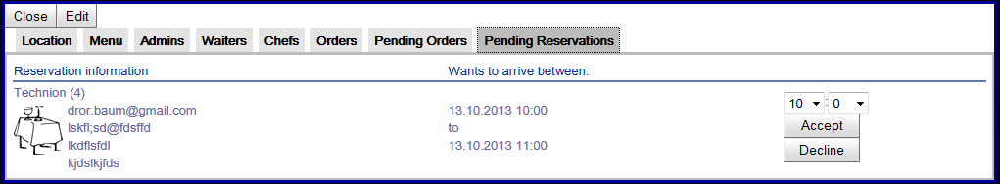 Close Edit
Location Menu Admins Waiters Chefs Orders Pending Orders Pending Reservations
Reservation information Wants to arrive between:
Technion (4)
dror.baum@gmail.com 13.10.2013 10:00 10 : 0
lskfl;sd@fdsffd to Accept
lkdflsfdl 13.10.2013 11:00 Decline
kjdslkjfds